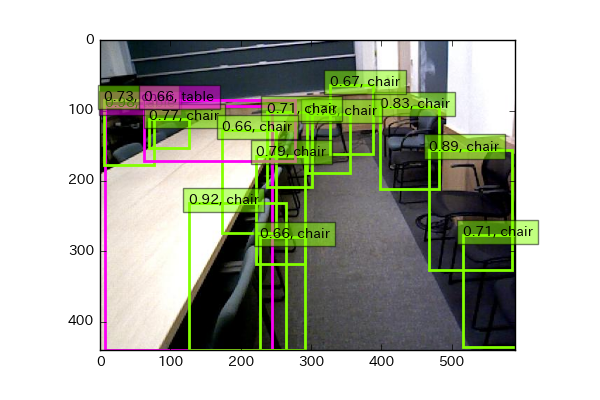 0
100
200
300
400
0
100
200
300
400
500
0.67, chair
0.73,
0.66, table
0.83, chair
0.71, chair
chair
0.77, chair
0.66, chair
0.89, chair
0.79, chair
0.92, chair
0.66, chair
0.71, chair